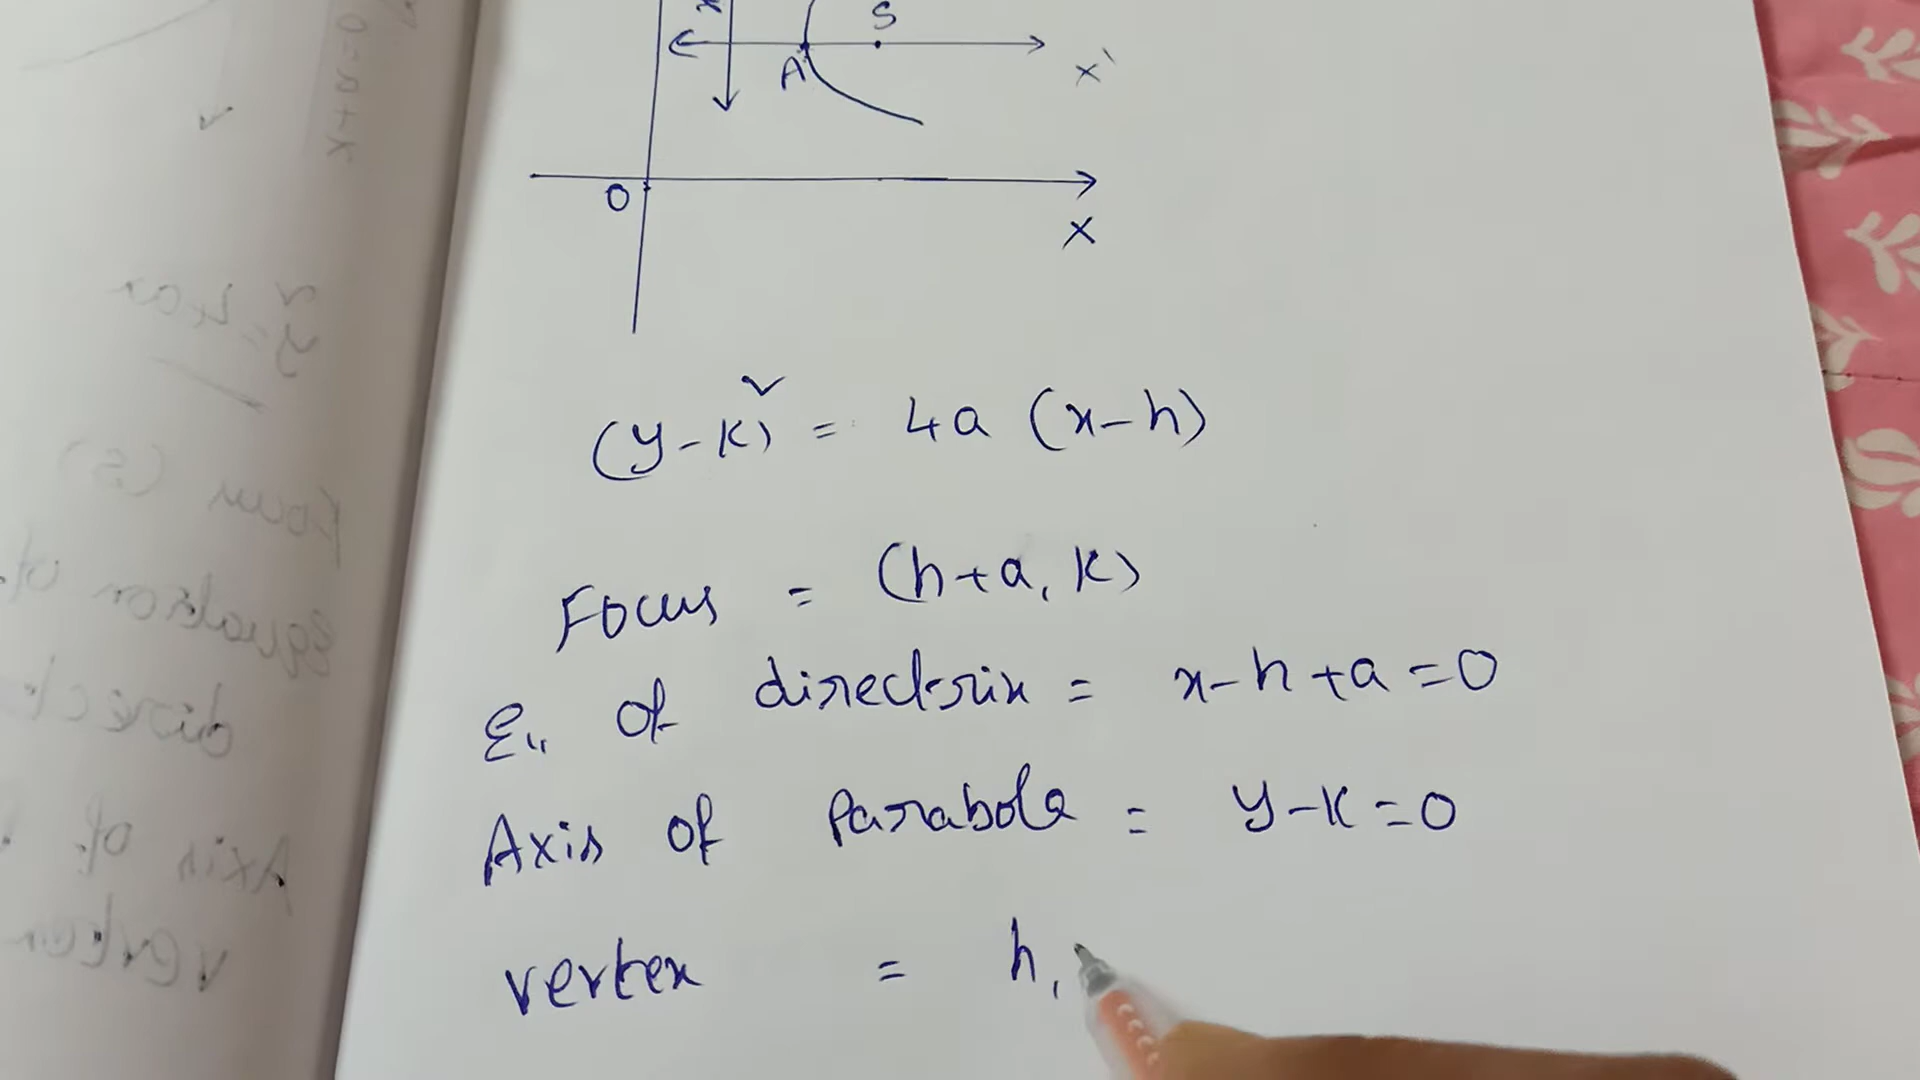 S
A
X'
O
X
(y-k)² = 4a (x-h)
Focus = (h+a, k)
Eq. of directrix = x-h+a=0
Axis of Parabola = y-k=0
vertex = h,